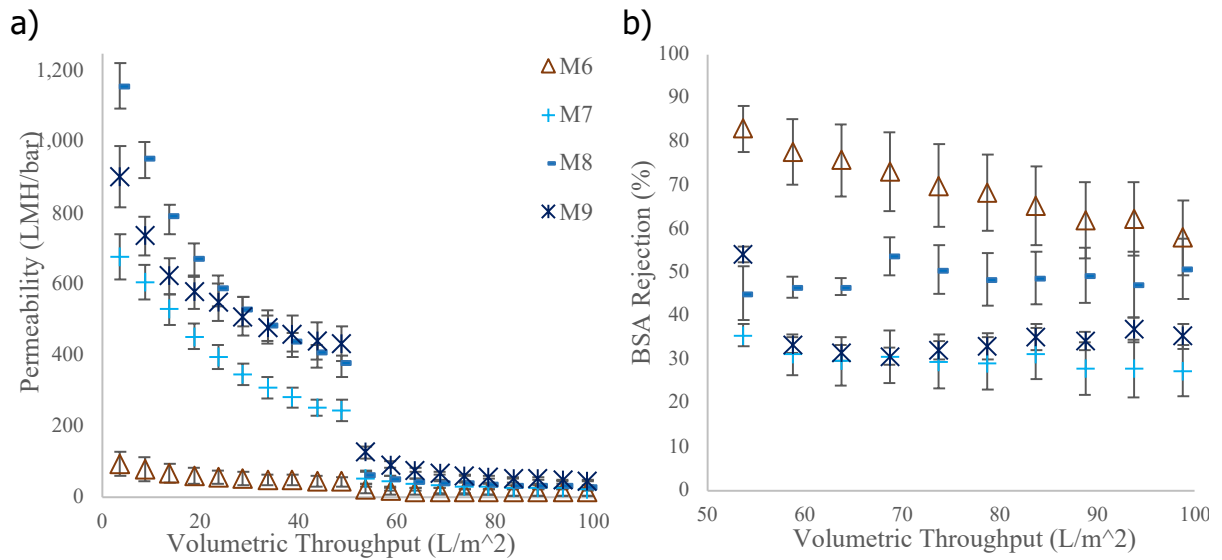 a)
Permeability (LMH/bar)
1,200
1,000
800
600
400
200
0
0 20 40 60 80 100
Volumetric Throughput (L/m^2)
M6
M7
M8
M9
b)
BSA Rejection (%)
100
90
80
70
60
50
40
30
20
10
0
50 60 70 80 90 100
Volumetric Throughput (L/m^2)